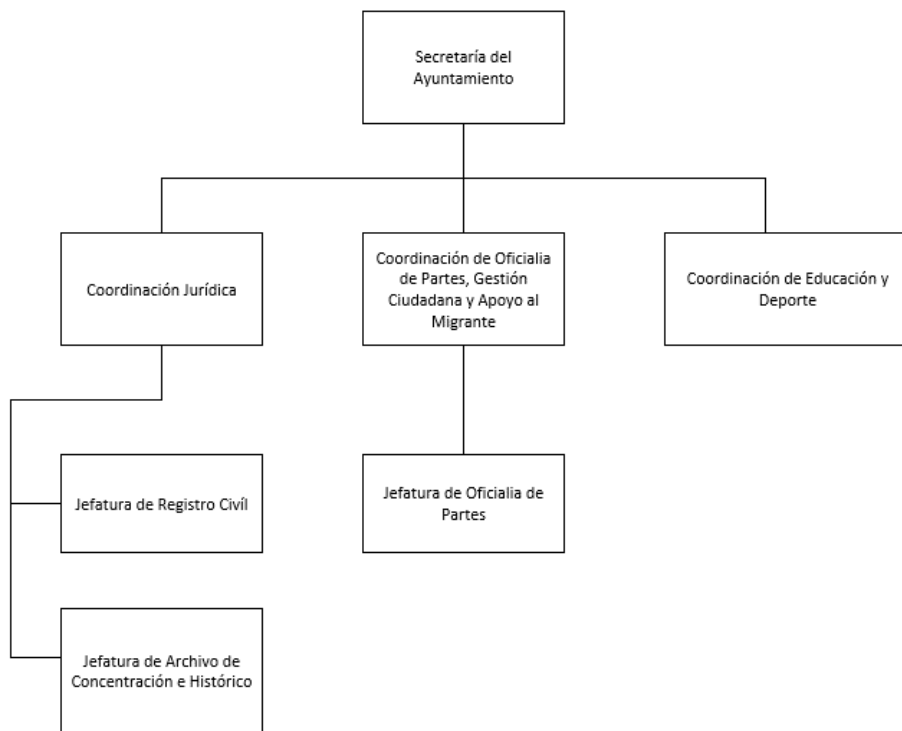 Secretaría del
Ayuntamiento
Coordinación Jurídica
Coordinación de Oficialia
de Partes, Gestión
Ciudadana y Apoyo al
Migrante
Coordinación de Educación y
Deporte
Jefatura de Registro Civíl
Jefatura de Oficialia de
Partes
Jefatura de Archivo de
Concentración e Histórico